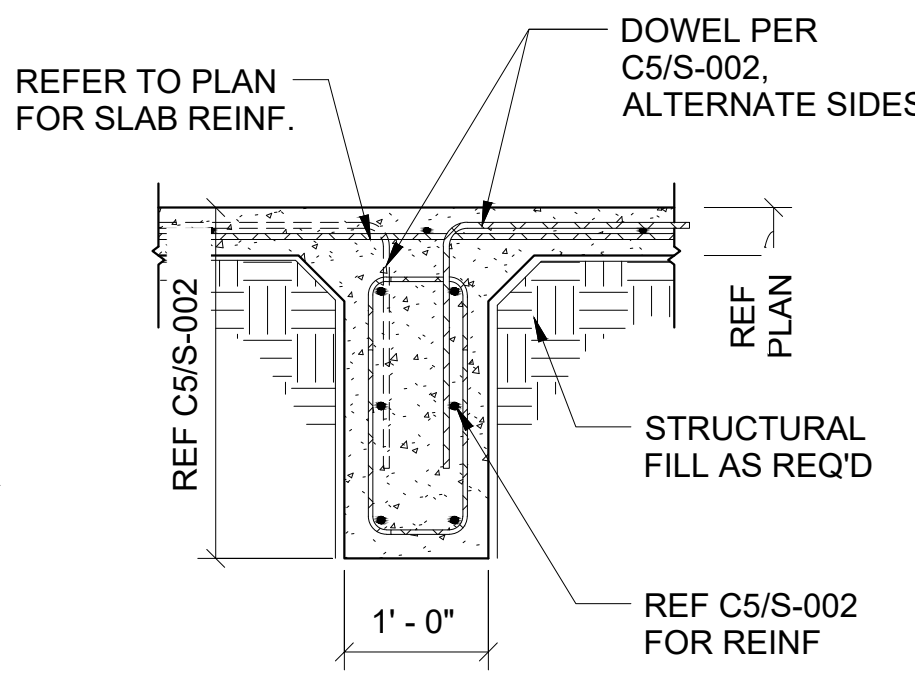 DOWEL PER
C5/S-002,
ALTERNATE SIDES
REFER TO PLAN
FOR SLAB REINF.
REF C5/S-002
REF
PLAN
STRUCTURAL
FILL AS REQ'D
1' - 0"
REF C5/S-002
FOR REINF